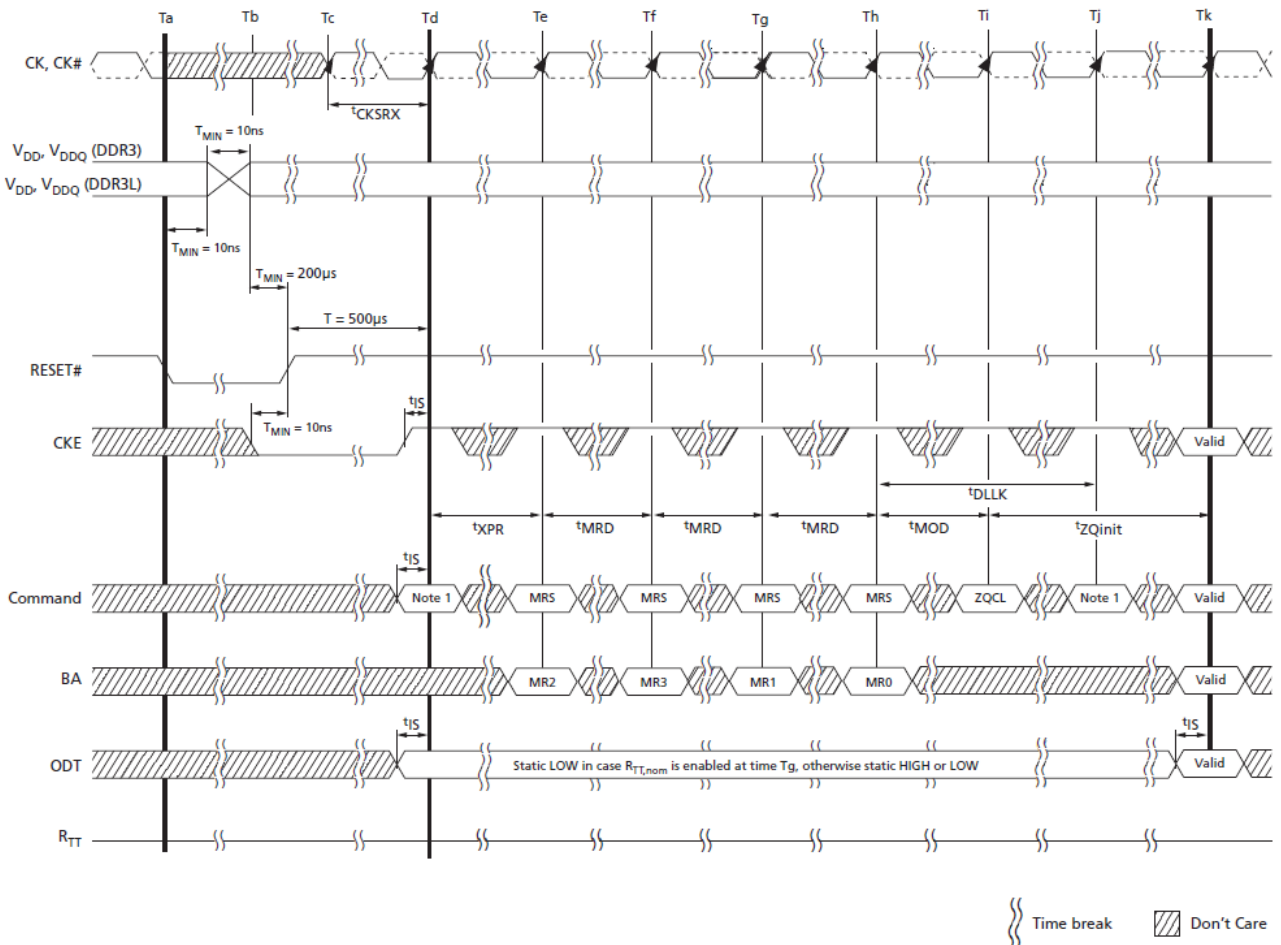 Ta Tb Tc Td Te Tf Tg Th Ti Tj Tk
CK, CK#
tCKSRX
TMIN = 10ns
VDD, VDDQ (DDR3)
VDD, VDDQ (DDR3L)
TMIN = 10ns
TMIN = 200µs
T = 500µs
RESET#
tIS
TMIN = 10ns
CKE
Valid
tDLLK
tXPR tMRD tMRD tMRD tMOD tZQinit
tIS
Command Note 1 MRS MRS MRS MRS ZQCL Note 1 Valid
BA MR2 MR3 MR1 MR0 Valid
tIS tIS
ODT Static LOW in case RTT,nom is enabled at time Tg, otherwise static HIGH or LOW Valid
RTT
Time break Don't Care